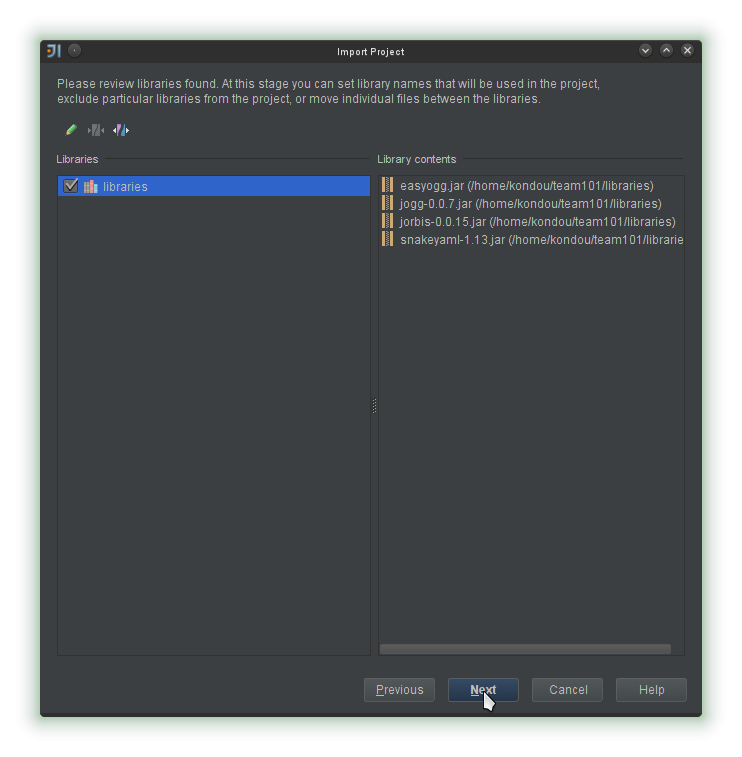 Import Project
Please review libraries found. At this stage you can set library names that will be used in the project,
exclude particular libraries from the project, or move individual files between the libraries.
Libraries
Library contents
libraries
easyogg.jar (/home/kondou/team101/libraries)
jogg-0.0.7.jar (/home/kondou/team101/libraries)
jorbis-0.0.15.jar (/home/kondou/team101/libraries)
snakeyaml-1.13.jar (/home/kondou/team101/librarie
Previous
Next
Cancel
Help